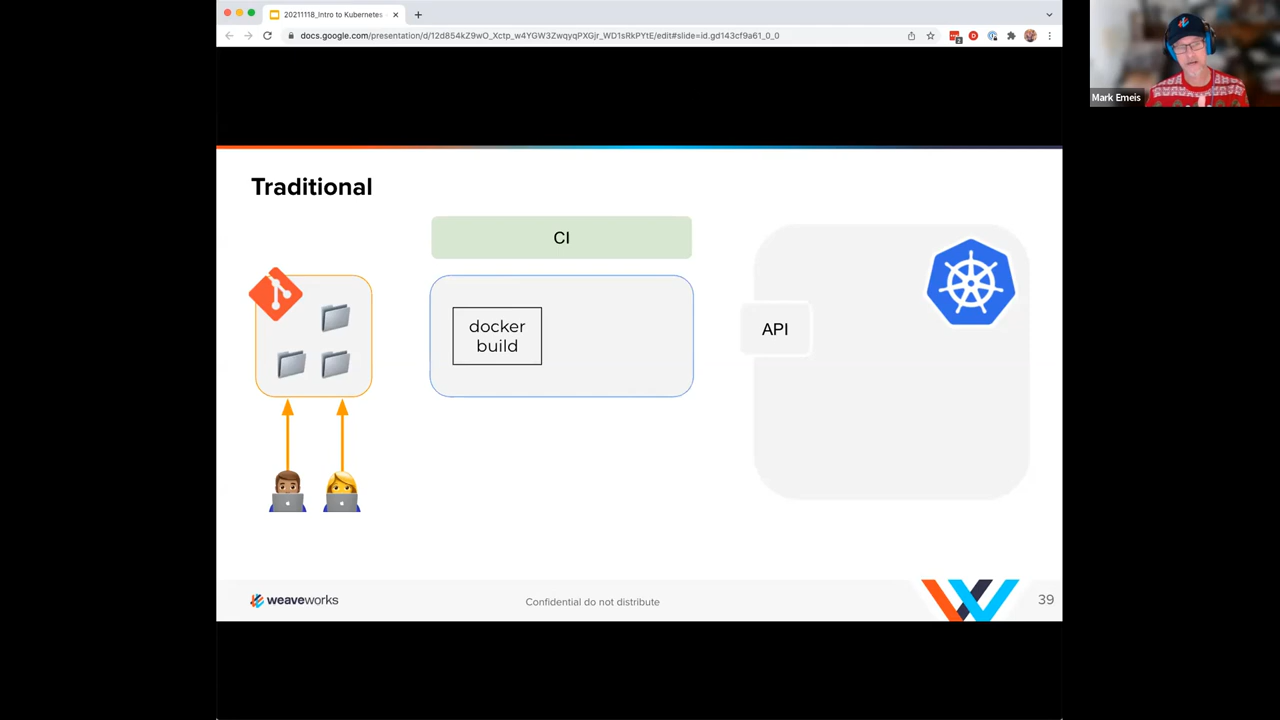 20211118_Intro to Kubernetes
docs.google.com/presentation/d/12d854kZ9wO_Xctp_w4YGW3ZwqyqPXGjr_WD1sRkPYtE/edit#slide=id.gd143cf9a61_0_0
Mark Emeis
Traditional
CI
docker
build
API
weaveworks
Confidential do not distribute
39